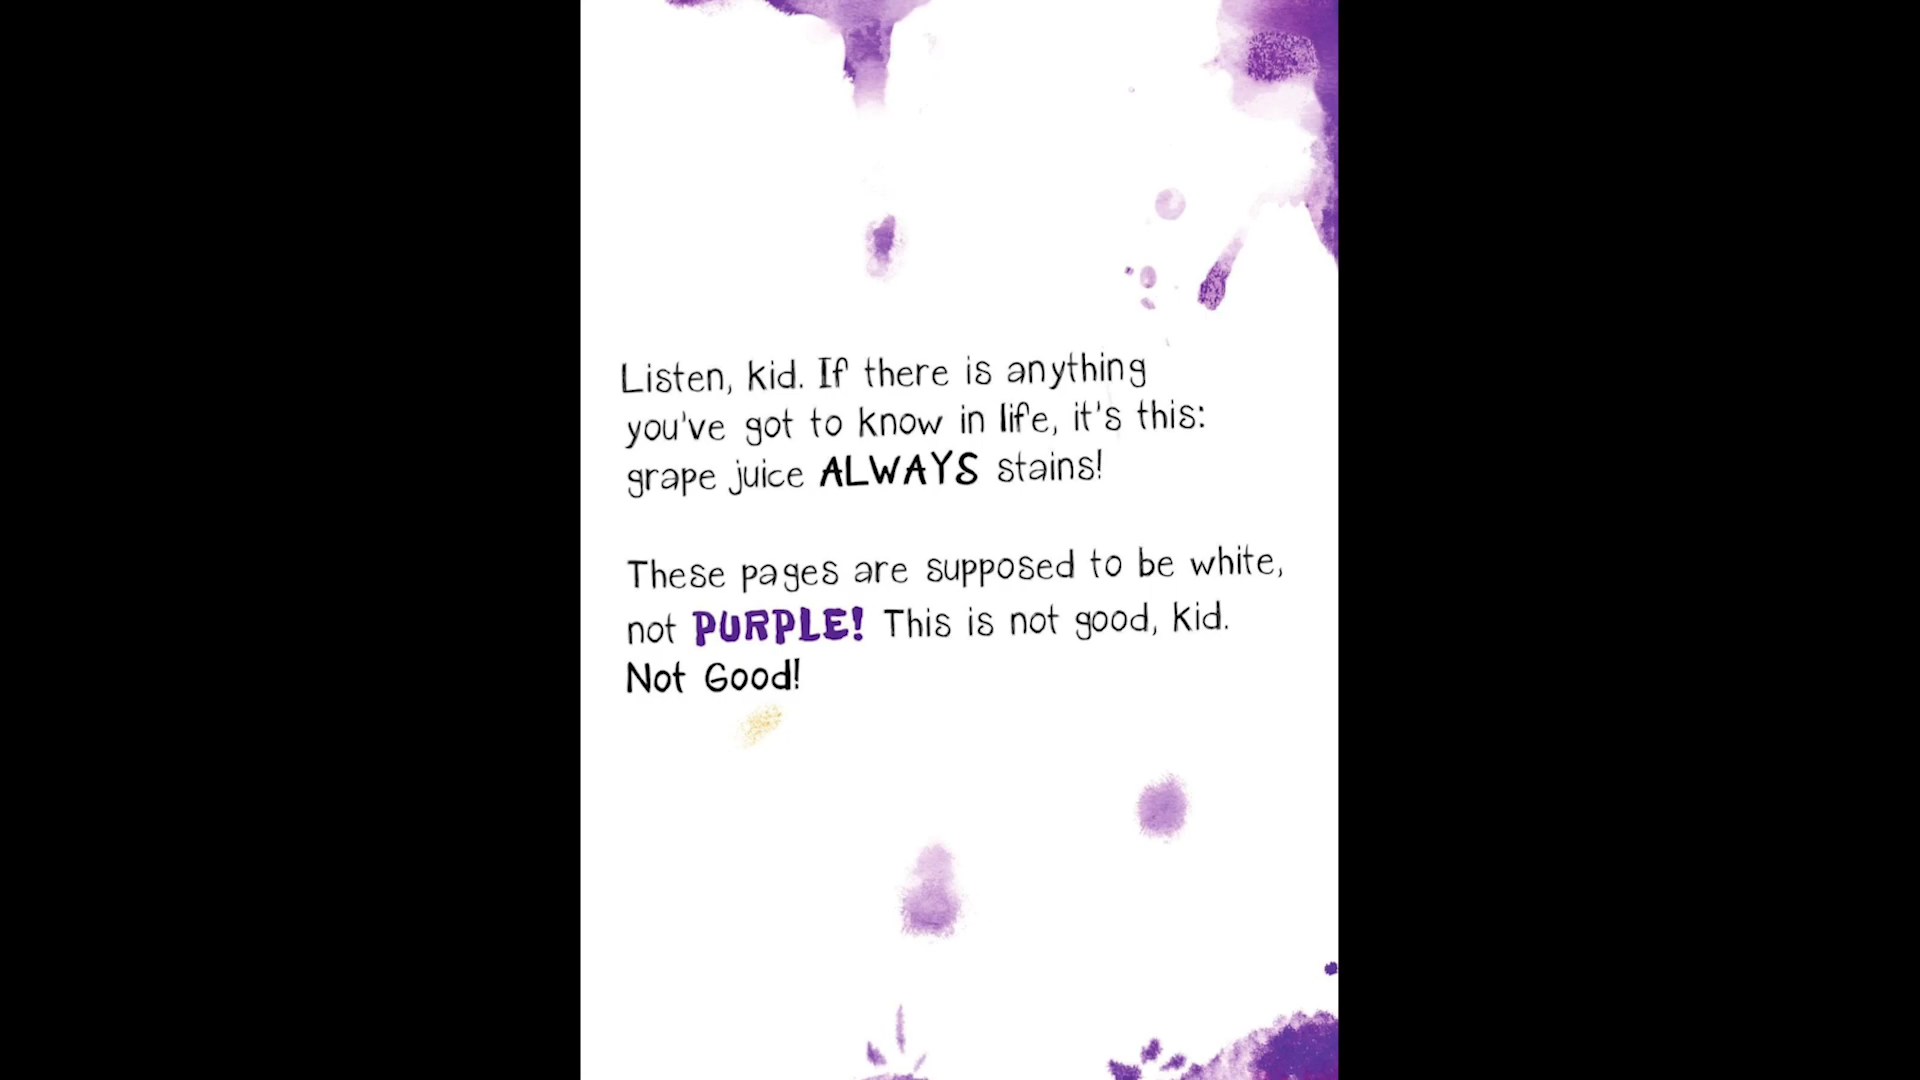 Listen, kid. If there is anything
you've got to know in life, it's this:
grape juice ALWAYS stains!
These pages are supposed to be white,
not PURPLE! This is not good, kid.
Not Good!